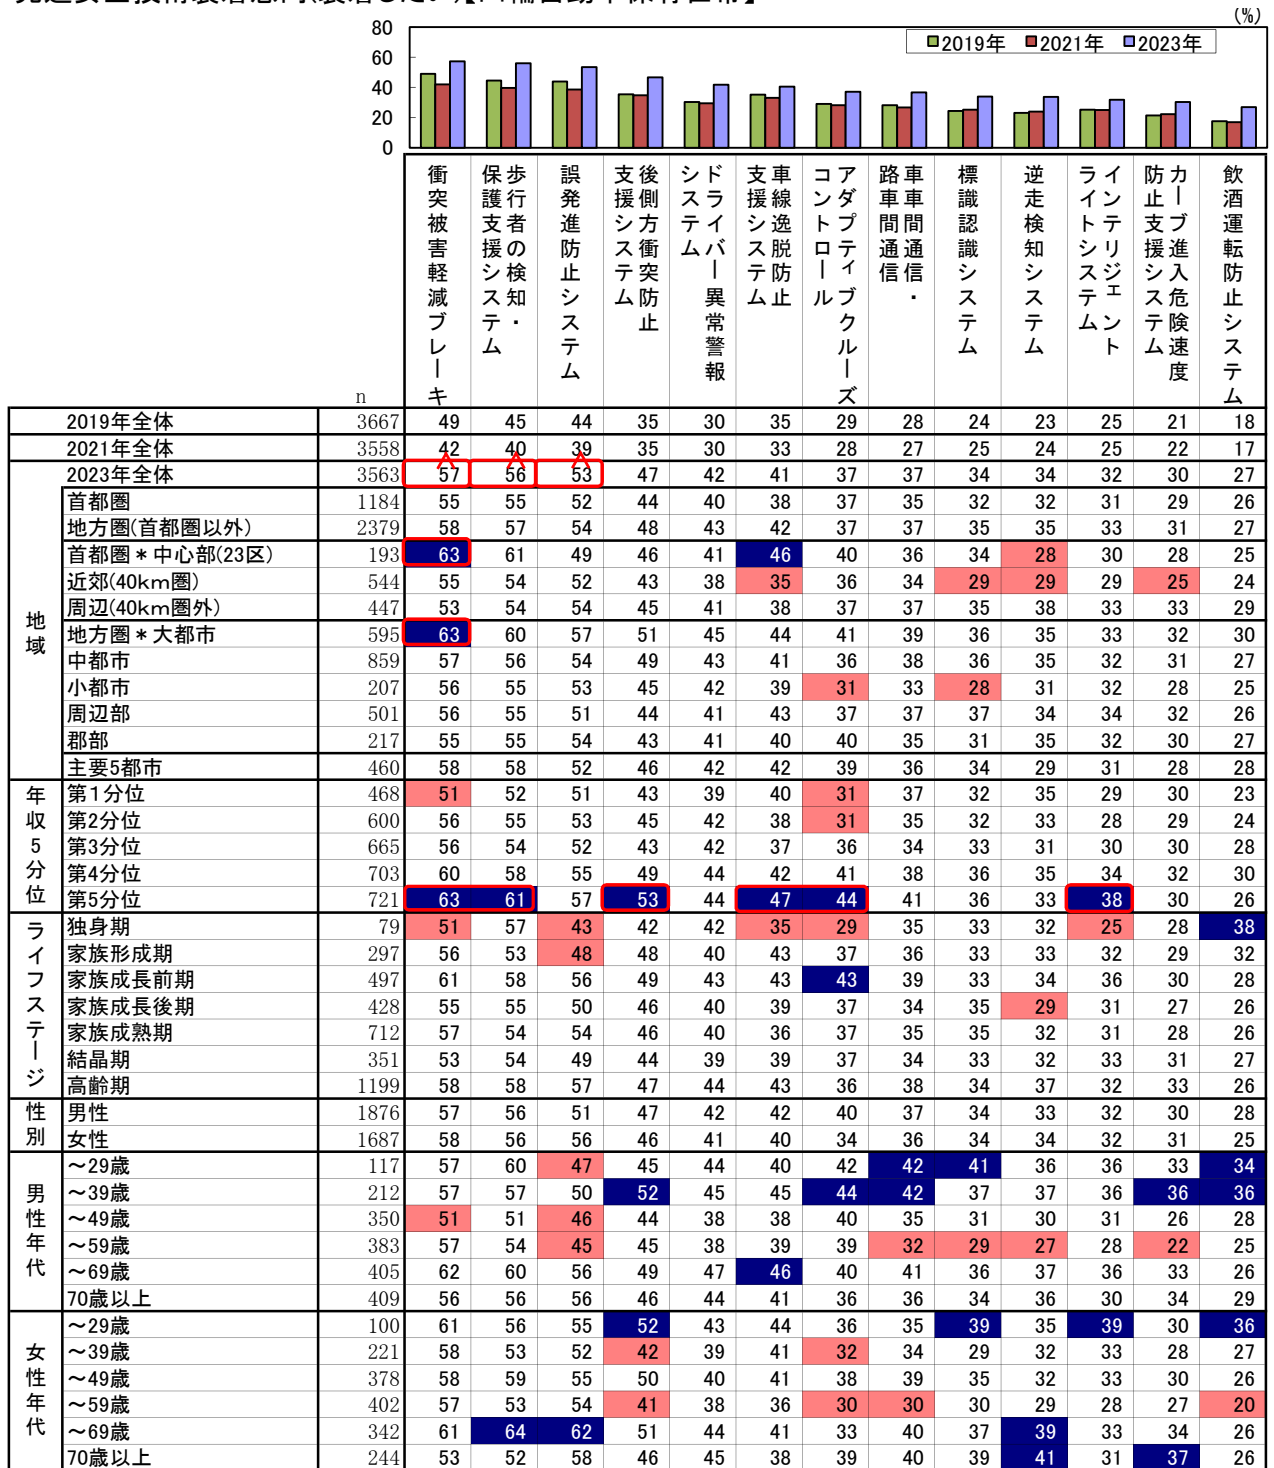 (%)
80
60
40
20
0
2019年 2021年 2023年
衝突被害軽減ブレーキ
歩行者の検知・保護支援システム
誤発進防止システム
後側方衝突防止支援システム
ドライバー異常警報システム
車線逸脱防止支援システム
アダプティブクルーズコントロール
車車間通信・路車間通信
標識認識システム
逆走検知システム
インテリジェントライトシステム
カーブ進入危険速度防止支援システム
飲酒運転防止システム
n
2019年全体 3667 49 45 44 35 30 35 29 28 24 23 25 21 18
2021年全体 3558 42 40 39 35 30 33 28 27 25 24 25 22 17
2023年全体 3563 57 56 53 47 42 41 37 37 34 34 32 30 27
地域
首都圏 1184 55 55 52 44 40 38 37 35 32 32 31 29 26
地方圏(首都圏以外) 2379 58 57 54 48 43 42 37 37 35 35 33 31 27
首都圏＊中心部(23区) 193 63 61 49 46 41 46 40 36 34 28 30 28 25
近郊(40km圏) 544 55 54 52 43 38 35 36 34 29 29 29 25 24
周辺(40km圏外) 447 53 54 54 45 41 38 37 37 35 38 33 33 29
地方圏＊大都市 595 63 60 57 51 45 44 41 39 36 35 33 32 30
中都市 859 57 56 54 49 43 41 36 38 36 35 32 31 27
小都市 207 56 55 53 45 42 39 31 33 28 31 32 28 25
周辺部 501 56 55 51 44 41 43 37 37 37 34 34 32 26
郡部 217 55 55 54 43 41 40 40 35 31 35 32 30 27
主要5都市 460 58 58 52 46 42 42 39 36 34 29 31 28 28
年収5分位
第1分位 468 51 52 51 43 39 40 31 37 32 35 29 30 23
第2分位 600 56 55 53 45 42 38 31 35 32 33 28 29 24
第3分位 665 56 54 52 43 42 37 36 34 33 31 30 30 28
第4分位 703 60 58 55 49 44 42 41 38 36 35 34 32 30
第5分位 721 63 61 57 53 44 47 44 41 36 33 38 30 26
ライフステージ
独身期 79 51 57 43 42 42 35 29 35 33 32 25 28 38
家族形成期 297 56 53 48 48 40 43 37 36 33 33 32 29 32
家族成長前期 497 61 58 56 49 43 43 43 39 33 34 36 30 28
家族成長後期 428 55 55 50 46 40 39 37 34 35 29 31 27 26
家族成熟期 712 57 54 54 46 40 36 37 35 35 32 31 28 26
結晶期 351 53 54 49 44 39 39 37 34 33 32 33 31 27
高齢期 1199 58 58 57 47 44 43 36 38 34 37 32 33 26
性別
男性 1876 57 56 51 47 42 42 40 37 34 33 32 30 28
女性 1687 58 56 56 46 41 40 34 36 34 34 32 31 25
男性年代
～29歳 117 57 60 47 45 44 40 42 42 41 36 36 33 34
～39歳 212 57 57 50 52 45 45 44 42 37 37 36 36 36
～49歳 350 51 51 46 44 38 38 40 35 31 30 31 26 28
～59歳 383 57 54 45 45 38 39 39 32 29 27 28 22 25
～69歳 405 62 60 56 49 47 46 40 41 36 37 36 33 26
70歳以上 409 56 56 56 46 44 41 36 36 34 36 30 34 29
女性年代
～29歳 100 61 56 55 52 43 44 36 35 39 35 39 30 36
～39歳 221 58 53 52 42 39 41 32 34 29 32 33 28 27
～49歳 378 58 59 55 50 40 41 38 39 35 32 33 30 26
～59歳 402 57 53 54 41 38 36 30 30 30 29 28 27 20
～69歳 342 61 64 62 51 44 41 33 40 37 39 33 34 26
70歳以上 244 53 52 58 46 45 38 39 40 39 41 31 37 26